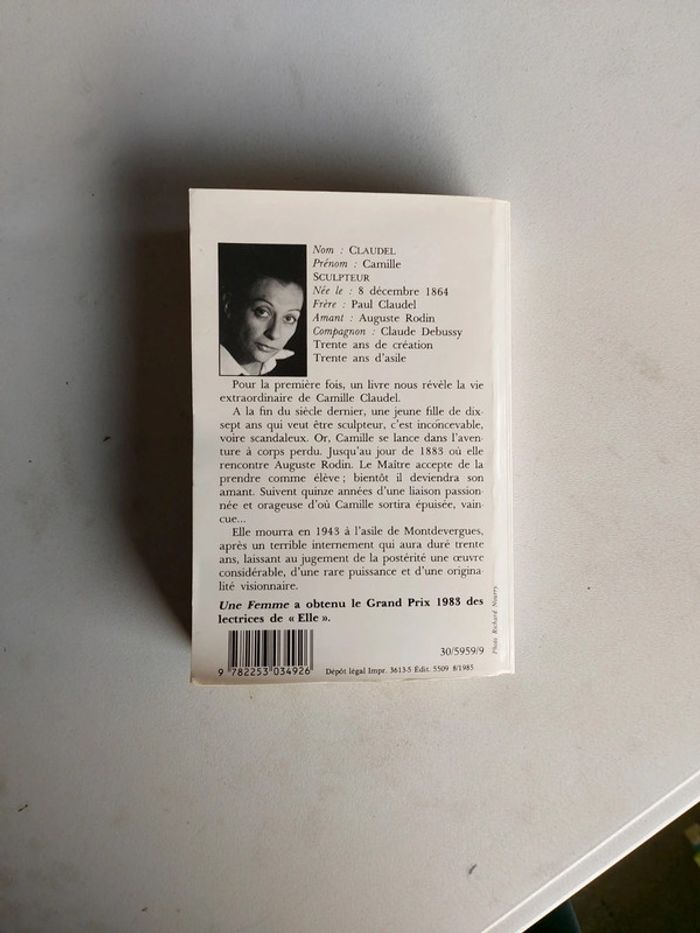 Nom : CLAUDEL
Prénom : Camille
SCULPTEUR
Née le : 8 décembre 1864
Frère : Paul Claudel
Amant : Auguste Rodin
Compagnon : Claude Debussy
Trente ans de création
Trente ans d'asile
Pour la première fois, un livre nous révèle la vie
extraordinaire de Camille Claudel.
A la fin du siècle dernier, une jeune fille de dix-
sept ans qui veut être sculpteur, c'est inconcevable,
voire scandaleux. Or, Camille se lance dans l'aven-
ture à corps perdu. Jusqu'au jour de 1883 où elle
rencontre Auguste Rodin. Le Maître accepte de la
prendre comme élève ; bientôt il deviendra son
amant. Suivent quinze années d'une liaison passion-
née et orageuse d'où Camille sortira épuisée, vain-
cue...
Elle mourra en 1943 à l'asile de Montdevergues,
après un terrible internement qui aura duré trente
ans, laissant au jugement de la postérité une œuvre
considérable, d'une rare puissance et d'une origina-
lité visionnaire.
Une Femme a obtenu le Grand Prix 1983 des
lectrices de « Elle ».
Photo Richard Nourry
30/5959/9
9 782253 034926
Dépôt légal Impr. 3613-5 Édit. 5509 8/1985